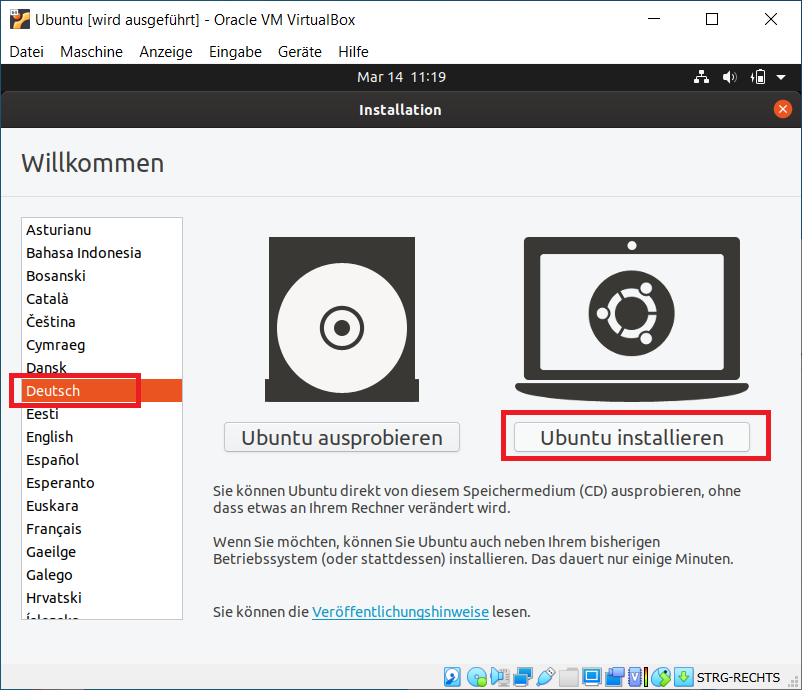 Ubuntu [wird ausgeführt] - Oracle VM VirtualBox
Datei Maschine Anzeige Eingabe Geräte Hilfe
Mar 14 11:19
Installation
Willkommen
Asturianu
Bahasa Indonesia
Bosanski
Català
Čeština
Cymraeg
Dansk
Deutsch
Eesti
English
Español
Esperanto
Euskara
Français
Gaeilge
Galego
Hrvatski
Íslenska
Ubuntu ausprobieren
Ubuntu installieren
Sie können Ubuntu direkt von diesem Speichermedium (CD) ausprobieren, ohne
dass etwas an Ihrem Rechner verändert wird.
Wenn Sie möchten, können Sie Ubuntu auch neben Ihrem bisherigen
Betriebssystem (oder stattdessen) installieren. Das dauert nur einige Minuten.
Sie können die Veröffentlichungshinweise lesen.
STRG-RECHTS